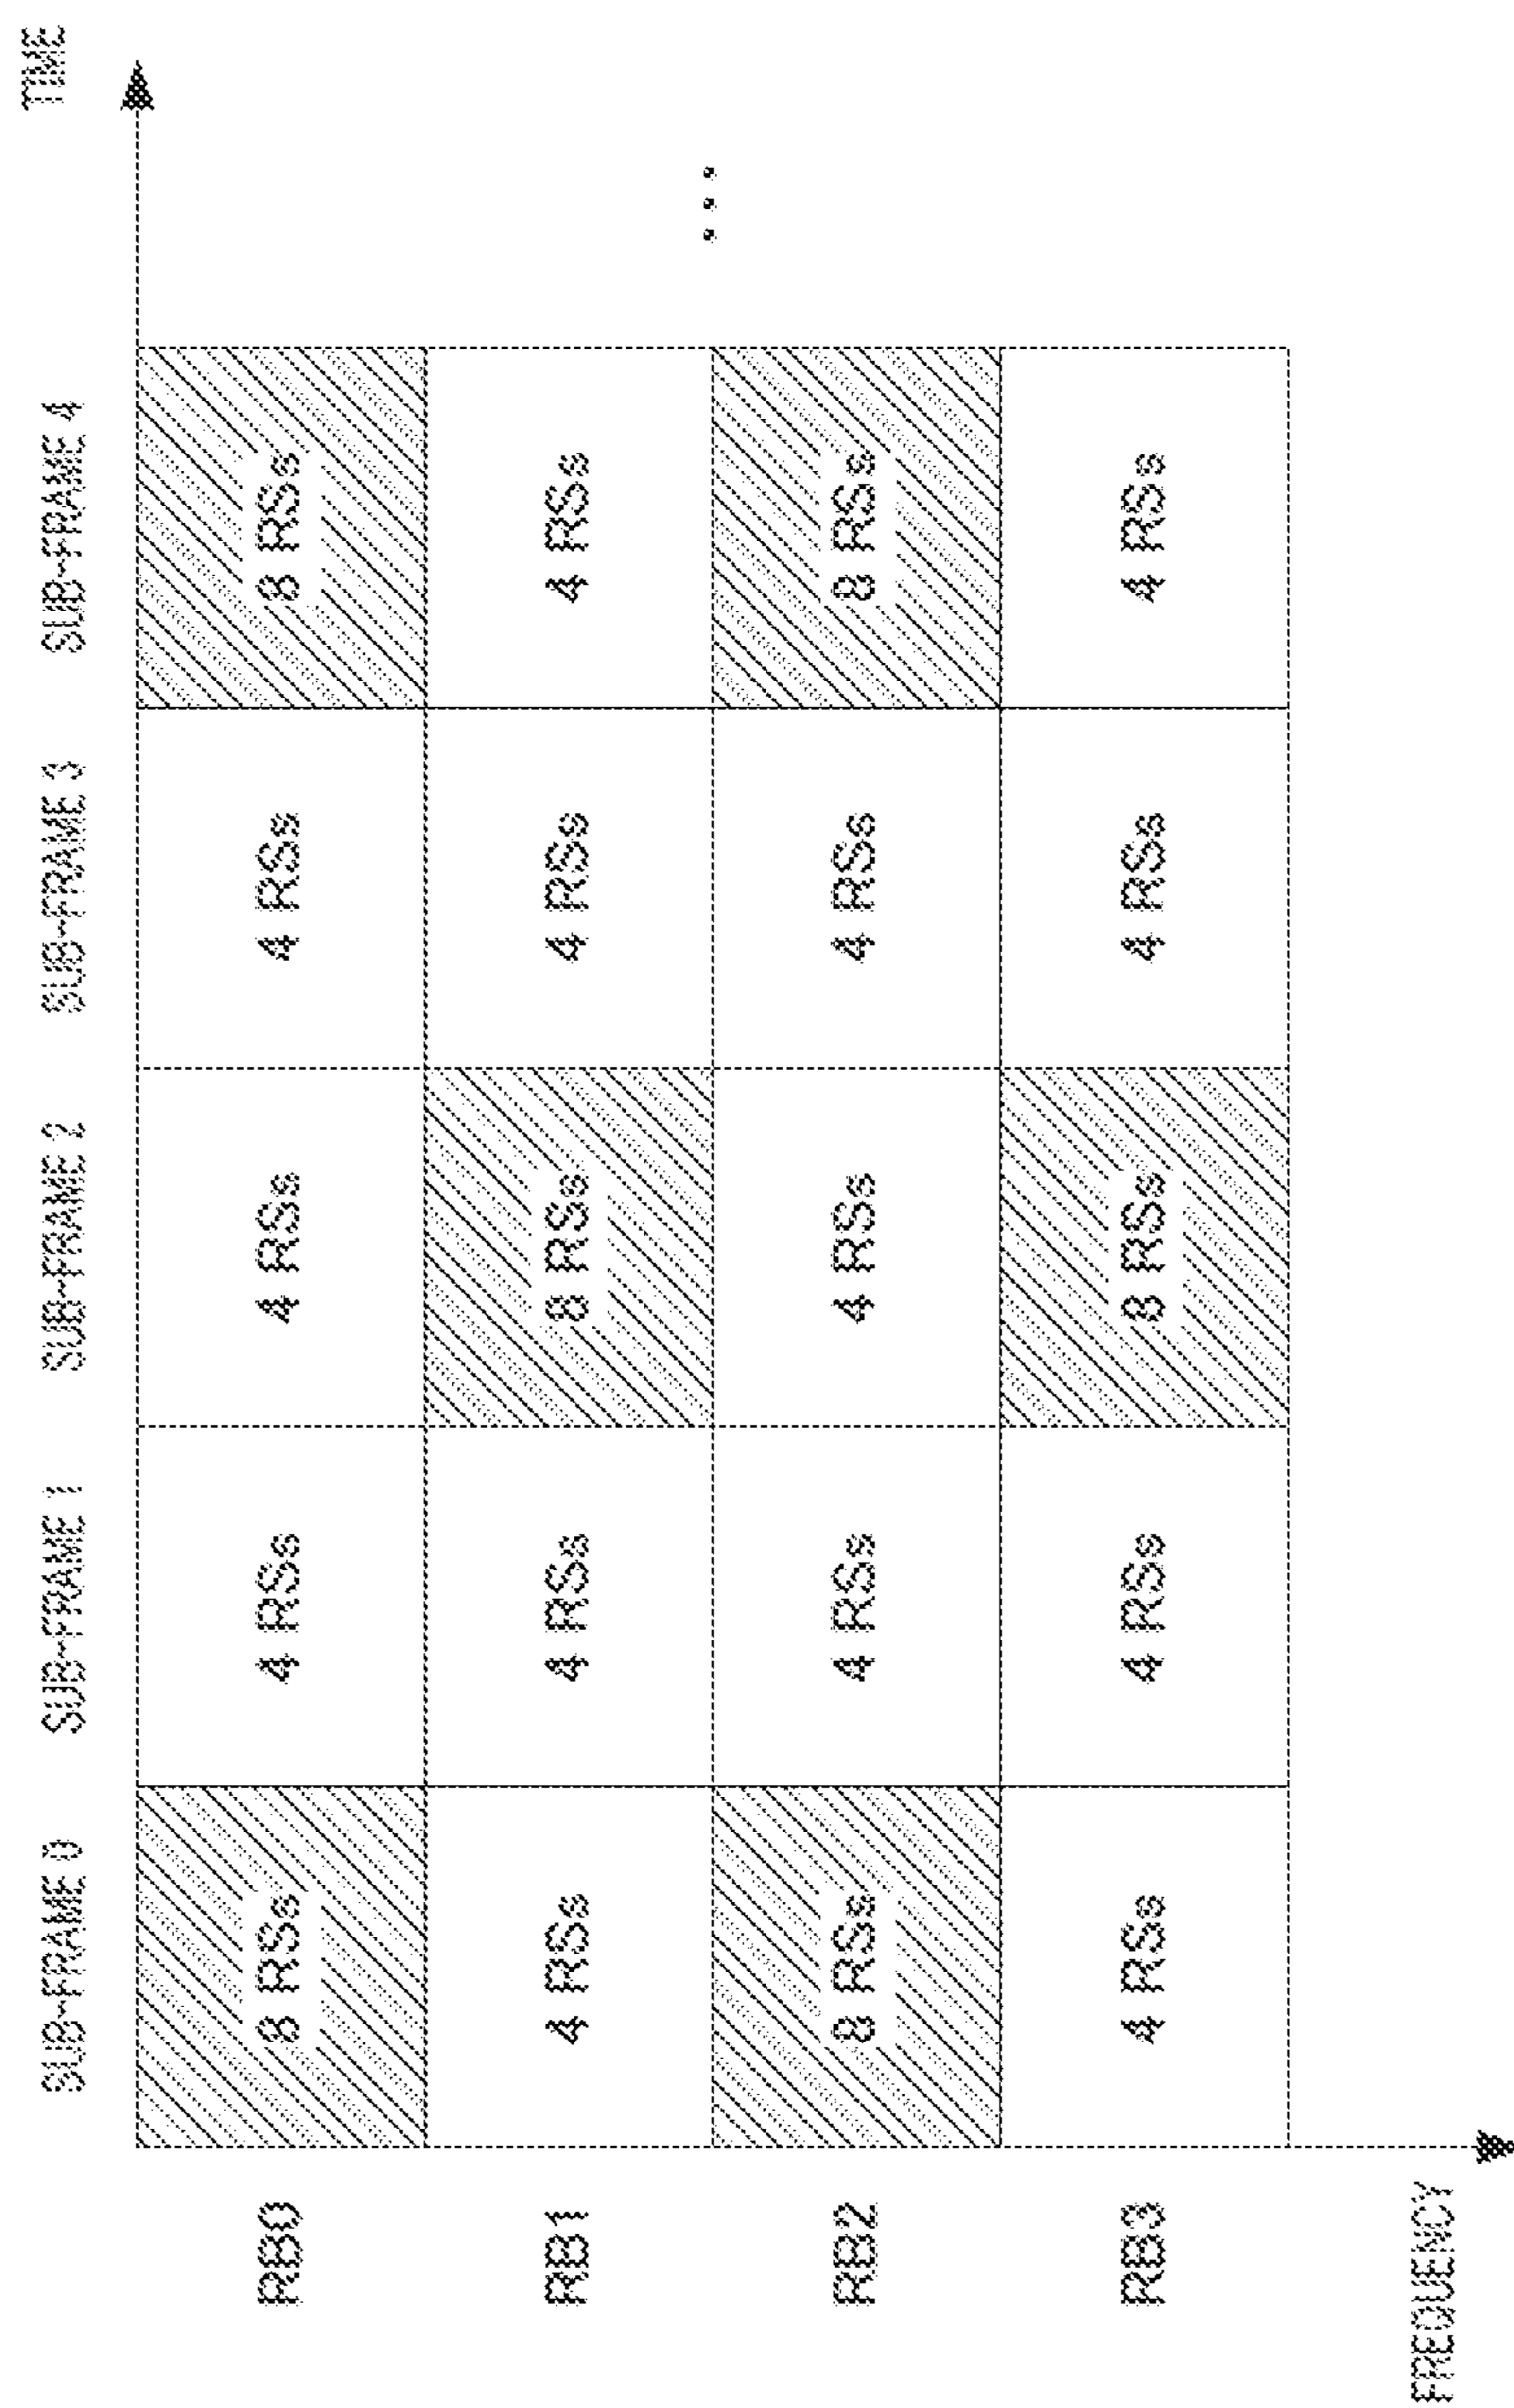 TIME
SUB-FRAME 0 SUB-FRAME 1 SUB-FRAME 2 SUB-FRAME 3 SUB-FRAME 4
RB0 8 RSs 4 RSs 4 RSs 4 RSs 8 RSs
RB1 4 RSs 4 RSs 8 RSs 4 RSs 4 RSs
...
RB2 8 RSs 4 RSs 4 RSs 4 RSs 8 RSs
RB3 4 RSs 4 RSs 8 RSs 4 RSs 4 RSs
FREQUENCY